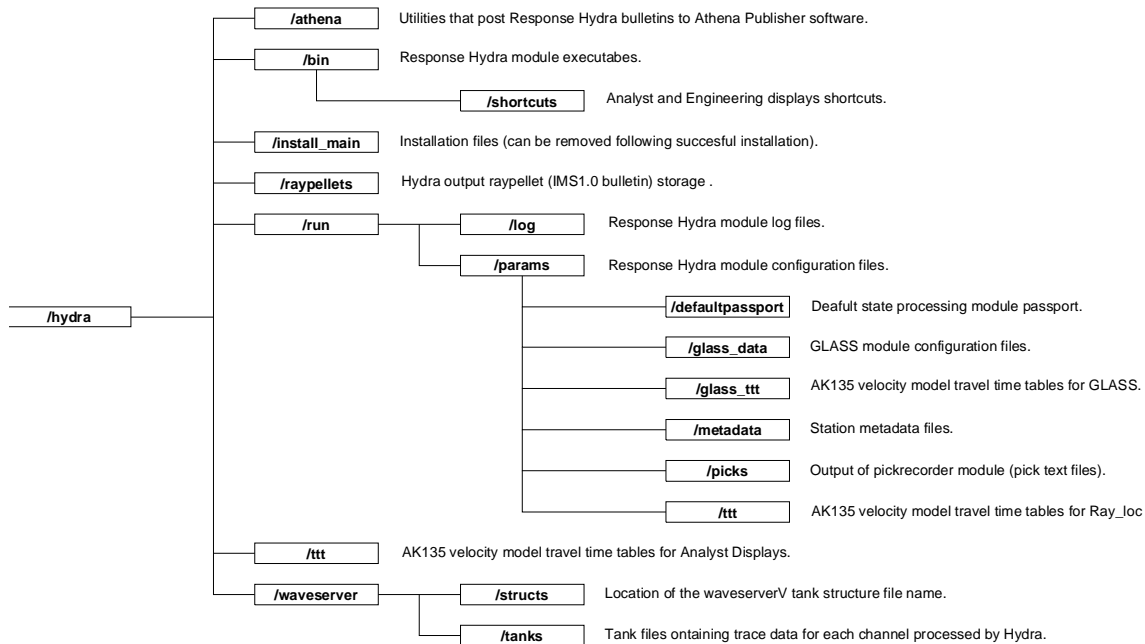 /athena Utilities that post Response Hydra bulletins to Athena Publisher software.
/bin Response Hydra module executabes.
/shortcuts Analyst and Engineering displays shortcuts.
/install_main Installation files (can be removed following succesful installation).
/raypellets Hydra output raypellet (IMS1.0 bulletin) storage .
/run /log Response Hydra module log files.
/params Response Hydra module configuration files.
/hydra /defaultpassport Deafult state processing module passport.
/glass_data GLASS module configuration files.
/glass_ttt AK135 velocity model travel time tables for GLASS.
/metadata Station metadata files.
/picks Output of pickrecorder module (pick text files).
/ttt AK135 velocity model travel time tables for Ray_loc
/ttt AK135 velocity model travel time tables for Analyst Displays.
/waveserver /structs Location of the waveserverV tank structure file name.
/tanks Tank files ontaining trace data for each channel processed by Hydra.